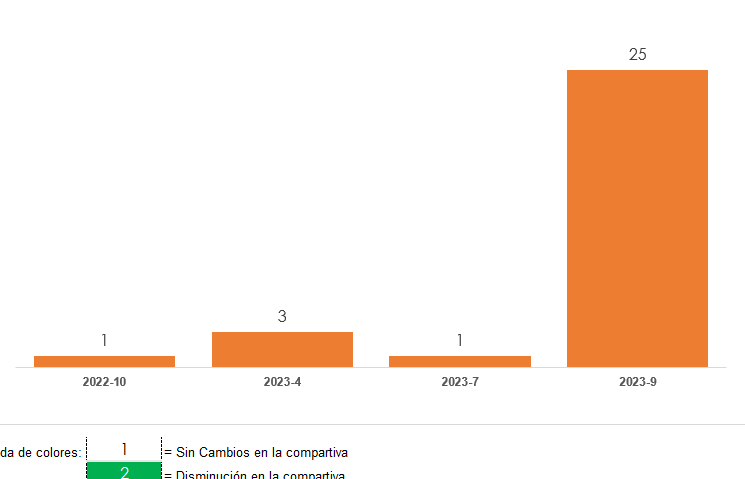 25
3
1
1
2022-10 2023-4 2023-7 2023-9
da de colores: 1 = Sin Cambios en la compartiva
2 = Disminución en la compartiva